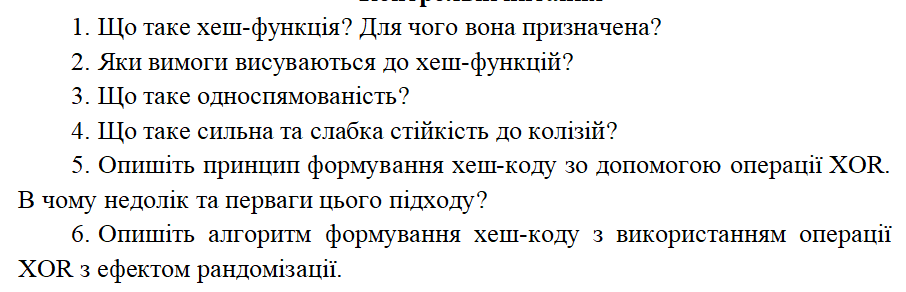 1. Що таке хеш-функція? Для чого вона призначена?
2. Яки вимоги висуваються до хеш-функцій?
3. Що таке односпямованість?
4. Що таке сильна та слабка стійкість до колізій?
5. Опишіть принцип формування хеш-коду зо допомогою операції XOR.
В чому недолік та перваги цього підходу?
6. Опишіть алгоритм формування хеш-коду з використанням операції
XOR з ефектом рандомізації.